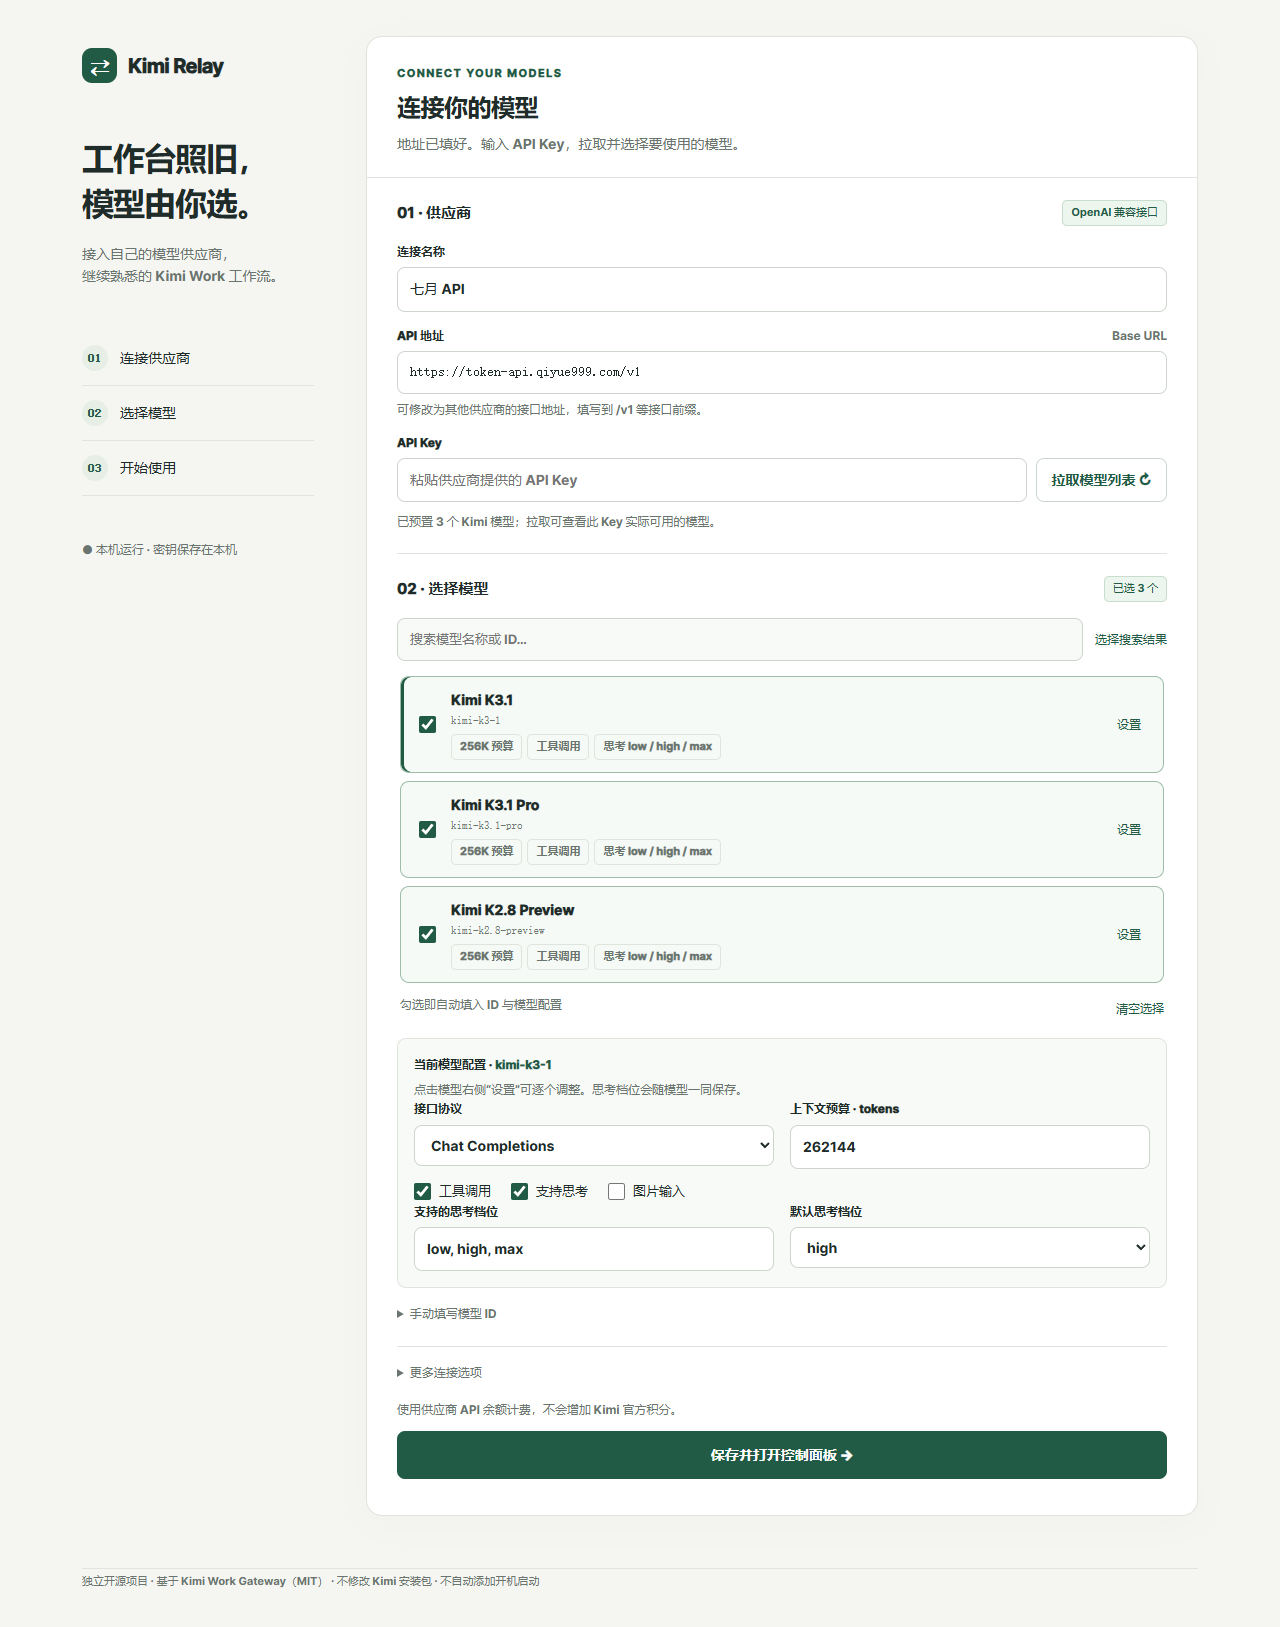 Kimi Relay
工作台照旧，
模型由你选。
接入自己的模型供应商，
继续熟悉的 Kimi Work 工作流。
01 连接供应商
02 选择模型
03 开始使用
● 本机运行 · 密钥保存在本机
CONNECT YOUR MODELS
连接你的模型
地址已填好。输入 API Key，拉取并选择要使用的模型。
01 · 供应商
OpenAI 兼容接口
连接名称
七月 API
API 地址
Base URL
https://token-api.qiyue999.com/v1
可修改为其他供应商的接口地址，填写到 /v1 等接口前缀。
API Key
粘贴供应商提供的 API Key
拉取模型列表 ↻
已预置 3 个 Kimi 模型；拉取可查看此 Key 实际可用的模型。
02 · 选择模型
已选 3 个
搜索模型名称或 ID...
选择搜索结果
Kimi K3.1
kimi-k3-1
256K 预算 工具调用 思考 low / high / max
设置
Kimi K3.1 Pro
kimi-k3.1-pro
256K 预算 工具调用 思考 low / high / max
设置
Kimi K2.8 Preview
kimi-k2.8-preview
256K 预算 工具调用 思考 low / high / max
设置
勾选即自动填入 ID 与模型配置
清空选择
当前模型配置 · kimi-k3-1
点击模型右侧“设置”可逐个调整。思考档位会随模型一同保存。
接口协议
上下文预算 · tokens
Chat Completions
262144
工具调用 支持思考 图片输入
支持的思考档位
默认思考档位
low, high, max
high
▶ 手动填写模型 ID
▶ 更多连接选项
使用供应商 API 余额计费，不会增加 Kimi 官方积分。
保存并打开控制面板 →
独立开源项目 · 基于 Kimi Work Gateway（MIT） · 不修改 Kimi 安装包 · 不自动添加开机启动